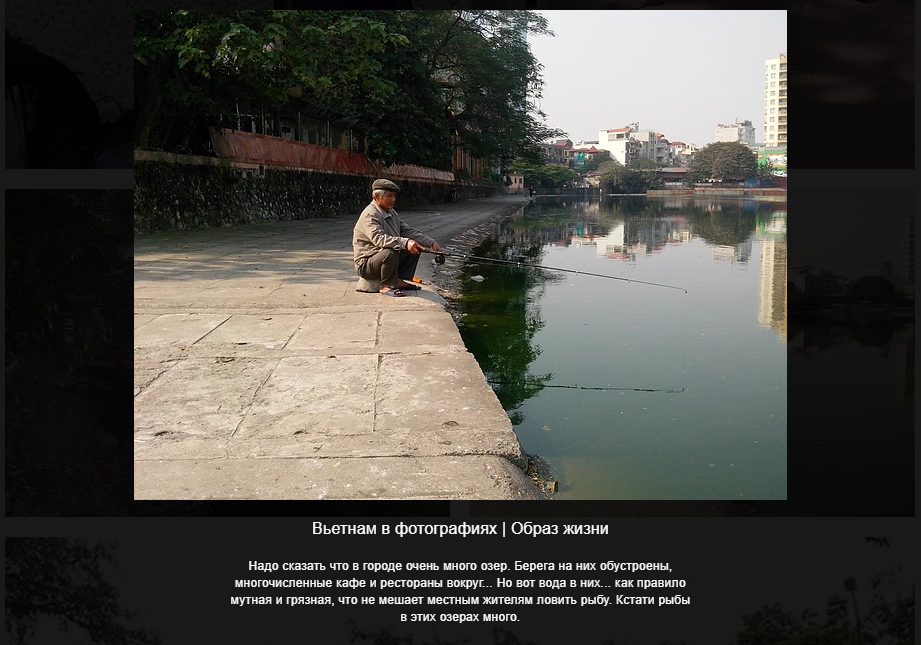 Вьетнам в фотографиях | Образ жизни
Надо сказать что в городе очень много озер. Берега на них обустроены,
многочисленные кафе и рестораны вокруг... Но вот вода в них... как правило
мутная и грязная, что не мешает местным жителям ловить рыбу. Кстати рыбы
в этих озерах много.